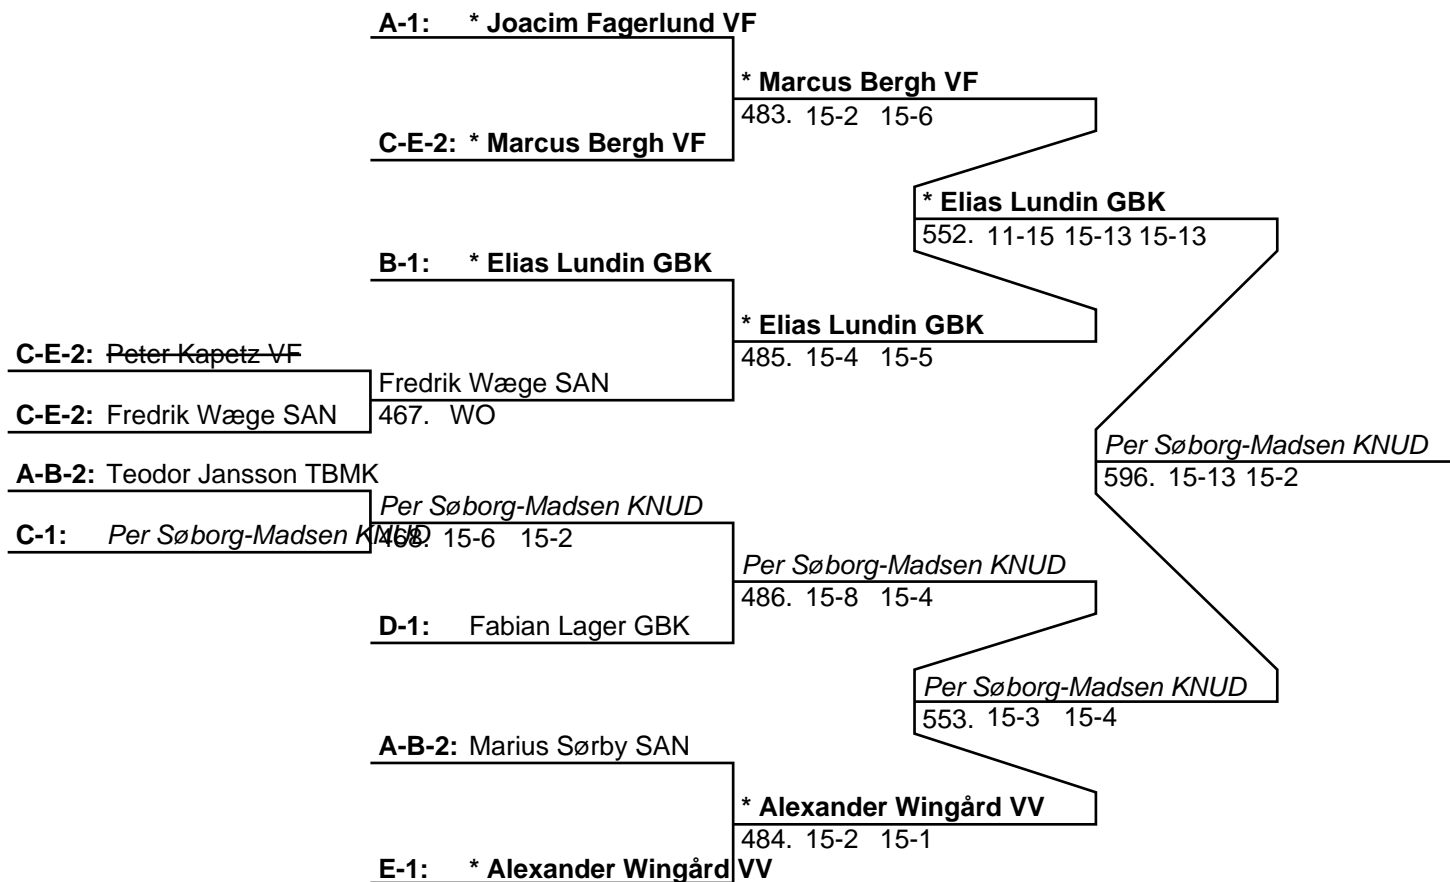 A-1: * Joacim Fagerlund VF
* Marcus Bergh VF
483. 15-2 15-6
C-E-2: * Marcus Bergh VF
* Elias Lundin GBK
552. 11-15 15-13 15-13
B-1: * Elias Lundin GBK
* Elias Lundin GBK
485. 15-4 15-5
C-E-2: Peter Kapetz VF
Fredrik Wæge SAN
467. WO
C-E-2: Fredrik Wæge SAN
Per Søborg-Madsen KNUD
596. 15-13 15-2
A-B-2: Teodor Jansson TBMK
Per Søborg-Madsen KNUD
468. 15-6 15-2
C-1: Per Søborg-Madsen KNUD
Per Søborg-Madsen KNUD
486. 15-8 15-4
D-1: Fabian Lager GBK
Per Søborg-Madsen KNUD
553. 15-3 15-4
A-B-2: Marius Sørby SAN
* Alexander Wingård VV
484. 15-2 15-1
E-1: * Alexander Wingård VV